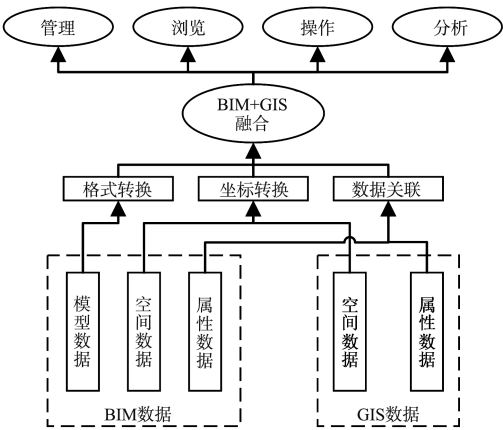 管理
浏览
操作
分析
BIM+GIS
融合
格式转换
坐标转换
数据关联
模型数据
空间数据
属性数据
空间数据
属性数据
BIM数据
GIS数据